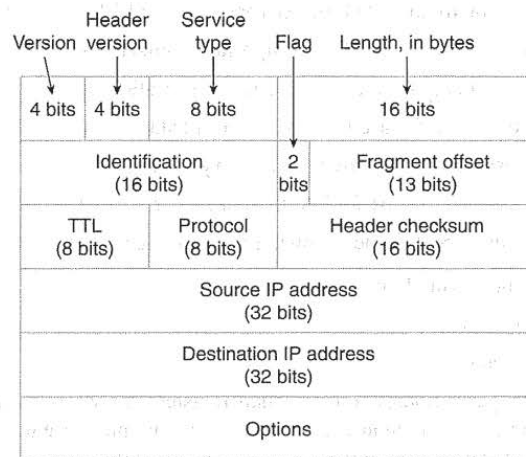 Header Service
Version version type Flag Length, in bytes
4 bits 4 bits 8 bits 16 bits
Identification 2 Fragment offset
(16 bits) bits (13 bits)
TTL Protocol Header checksum
(8 bits) (8 bits) (16 bits)
Source IP address
(32 bits)
Destination IP address
(32 bits)
Options